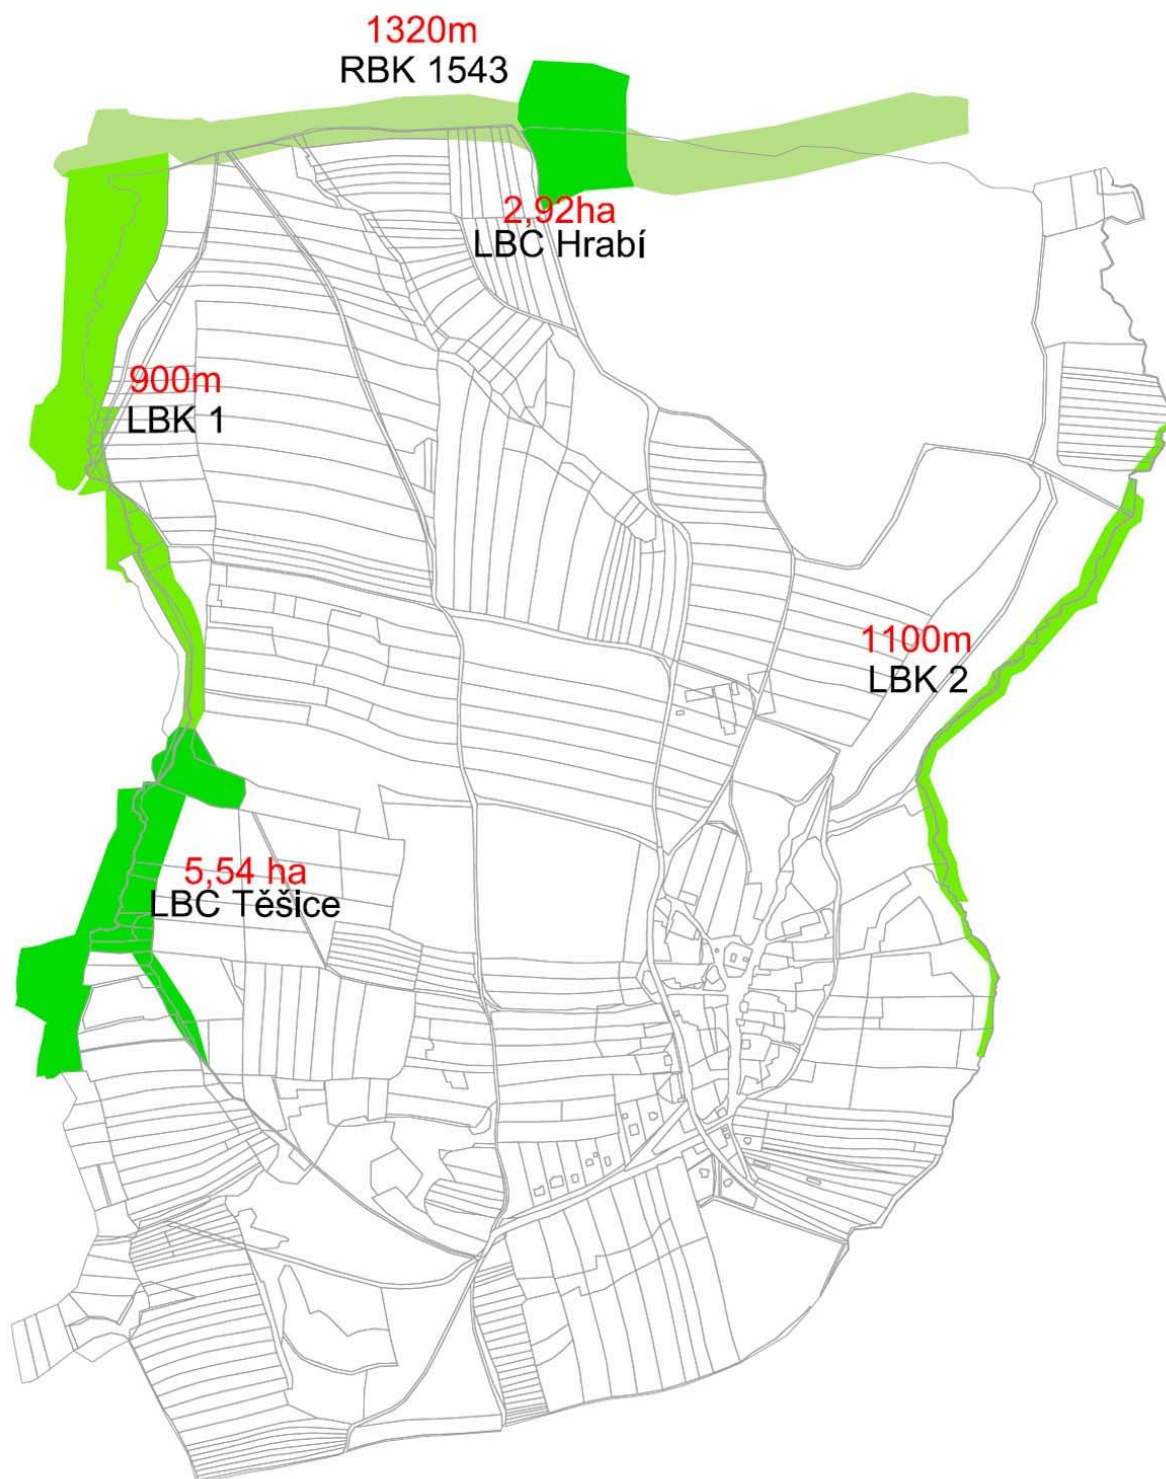 1320m
RBK 1543
2,92ha
LBC Hrabí
900m
LBK 1
1100m
LBK 2
5,54 ha
LBC Těšice